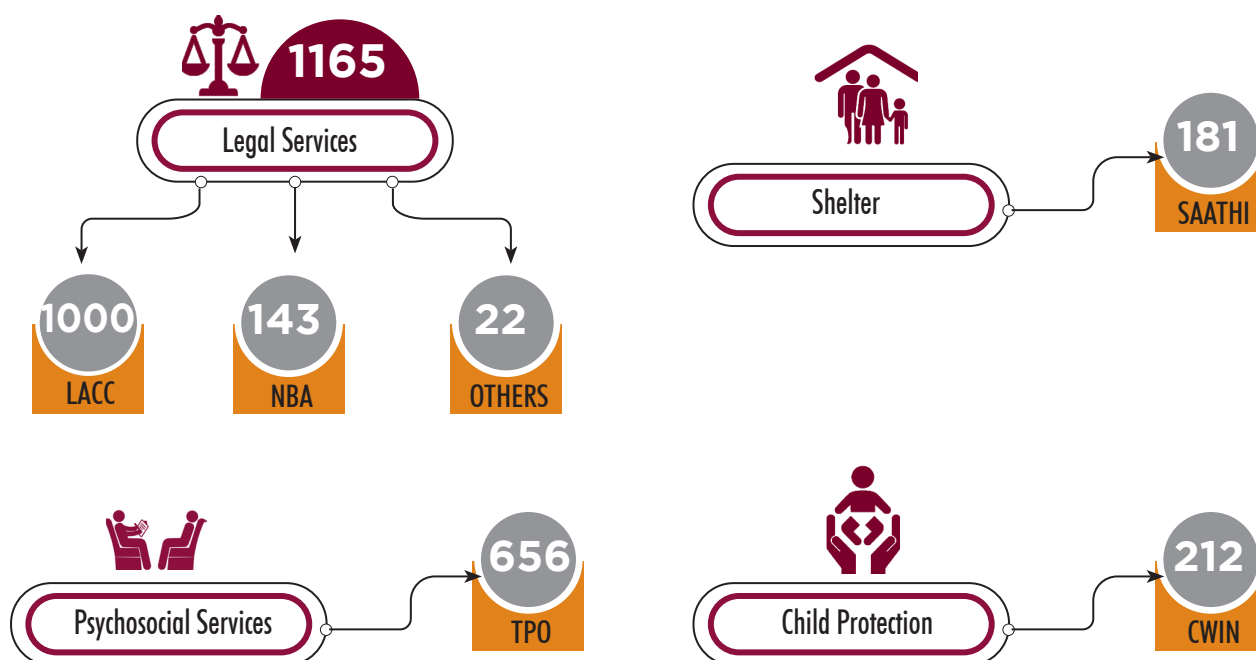 1165
Legal Services
1000
LACC
143
NBA
22
OTHERS
Shelter
181
SAATHI
Psychosocial Services
656
TPO
Child Protection
212
CWIN